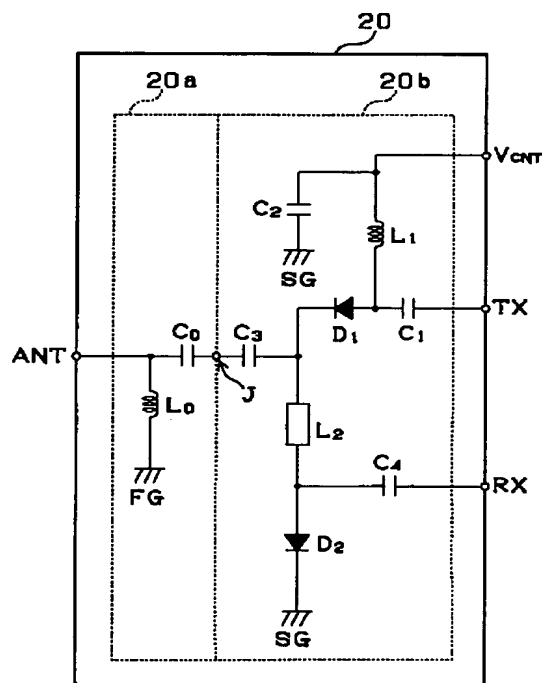 20
20a
20b
VCNT
C2
L1
SG
TX
D1
C1
C0
C3
ANT
J
L0
L2
FG
C4
RX
D2
SG